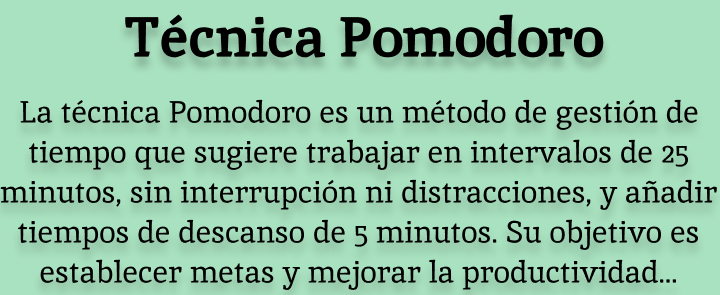 Técnica Pomodoro
La técnica Pomodoro es un método de gestión de
tiempo que sugiere trabajar en intervalos de 25
minutos, sin interrupción ni distracciones, y añadir
tiempos de descanso de 5 minutos. Su objetivo es
establecer metas y mejorar la productividad...